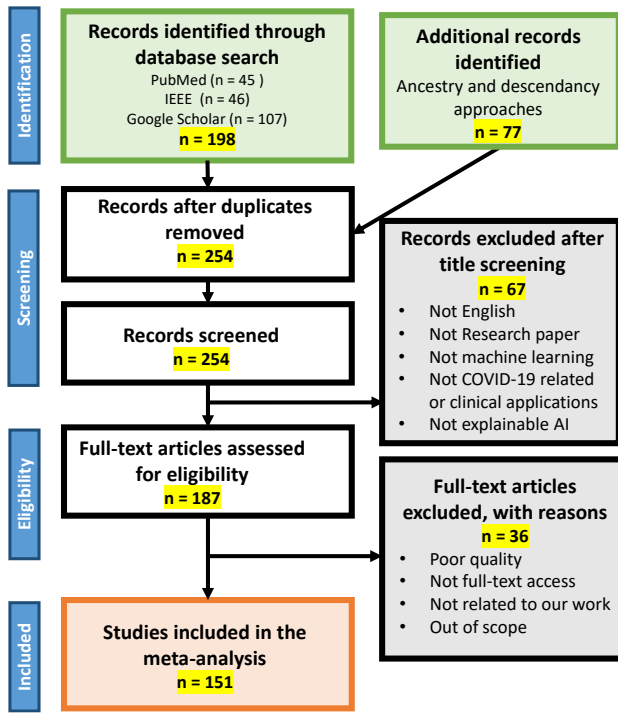 Identification
Records identified through
database search
PubMed (n = 45 )
IEEE (n = 46)
Google Scholar (n = 107)
n = 198
Additional records
identified
Ancestry and descendancy
approaches
n = 77
Screening
Records after duplicates
removed
n = 254
Records screened
n = 254
Records excluded after
title screening
n = 67
• Not English
• Not Research paper
• Not machine learning
• Not COVID-19 related
or clinical applications
• Not explainable AI
Eligibility
Full-text articles assessed
for eligibility
n = 187
Full-text articles
excluded, with reasons
n = 36
• Poor quality
• Not full-text access
• Not related to our work
• Out of scope
Included
Studies included in the
meta-analysis
n = 151